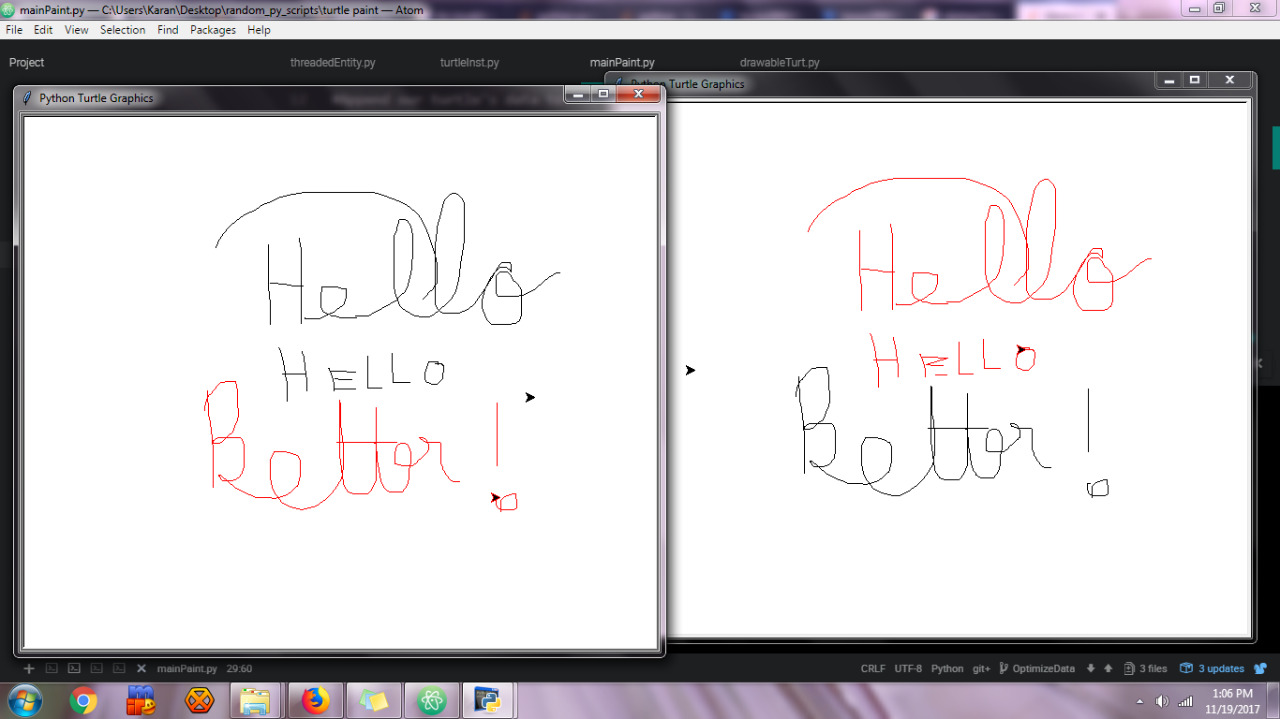 mainPaint.py — C:\Users\Karan\Desktop\random_py_scripts\turtle paint — Atom
File Edit View Selection Find Packages Help
Project threadedEntity.py turtleInst.py mainPaint.py drawableTurt.py
Python Turtle Graphics
Python Turtle Graphics
Hello
HELLO
Better!
Hello
HELLO
Better!
mainPaint.py 29:60 CRLF UTF-8 Python git+ OptimizeData 3 files 3 updates
1:06 PM
11/19/2017